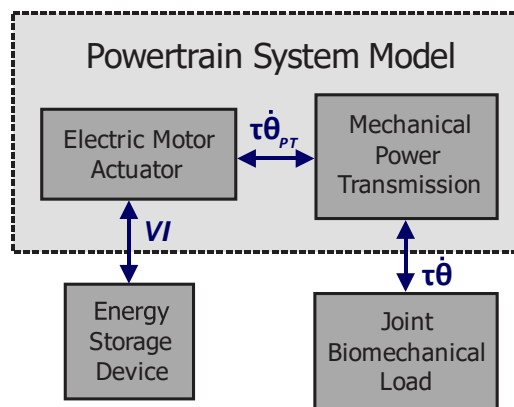 Powertrain System Model
Electric Motor
Actuator
τθ̇PT
Mechanical
Power
Transmission
VI
τθ̇
Energy
Storage
Device
Joint
Biomechanical
Load